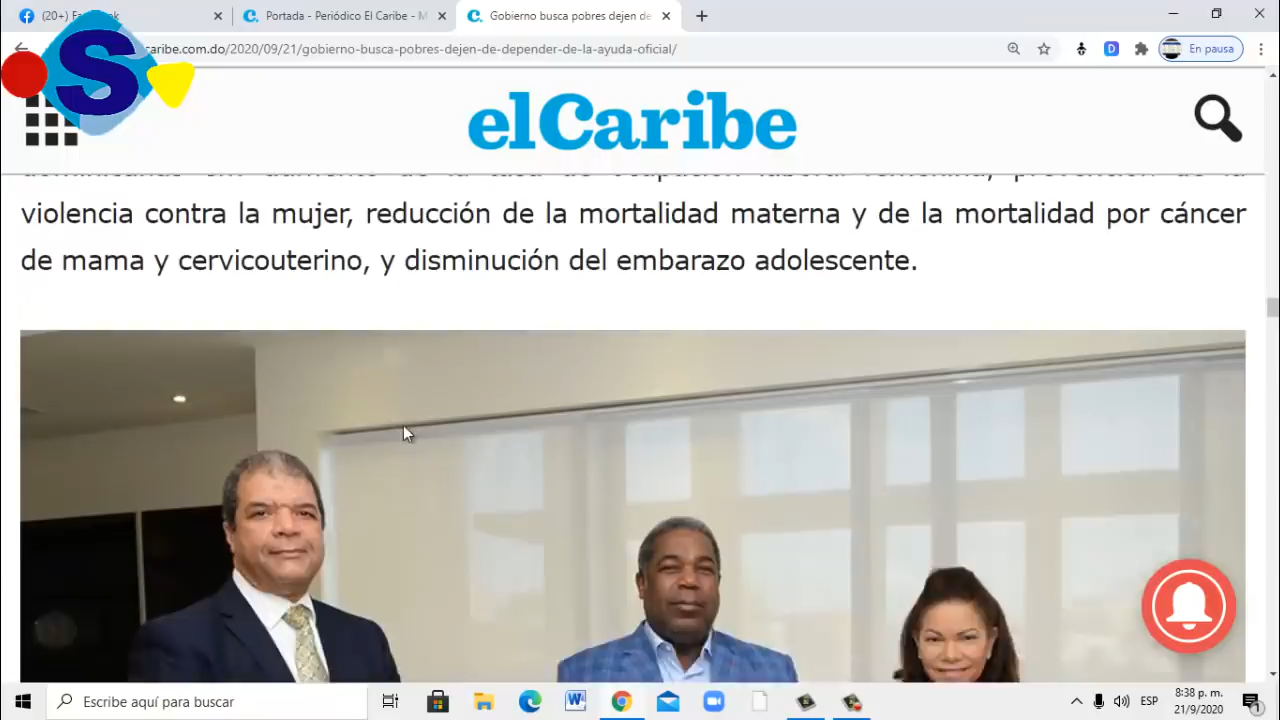 (20+) Fa
Portada - Periódico El Caribe - M
Gobierno busca pobres dejen de
caribe.com.do/2020/09/21/gobierno-busca-pobres-dejen-de-depender-de-la-ayuda-oficial/
D
En pausa
S
elCaribe
violencia contra la mujer, reducción de la mortalidad materna y de la mortalidad por cáncer
de mama y cervicouterino, y disminución del embarazo adolescente.
Escribe aquí para buscar
ESP
8:38 p. m.
21/9/2020
1